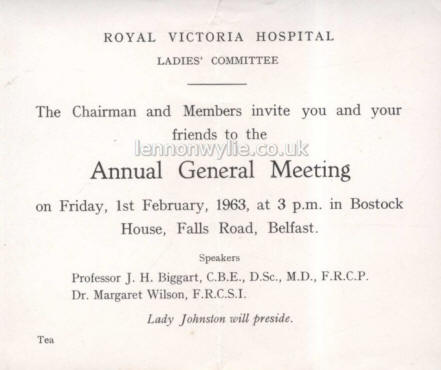 ROYAL VICTORIA HOSPITAL
LADIES' COMMITTEE
The Chairman and Members invite you and your
friends to the
lennonwylie.co.uk
Annual General Meeting
on Friday, 1st February, 1963, at 3 p.m. in Bostock
House, Falls Road, Belfast.
Speakers
Professor J. H. Biggart, C.B.E., D.Sc., M.D., F.R.C.P.
Dr. Margaret Wilson, F.R.C.S.I.
Lady Johnston will preside.
Tea